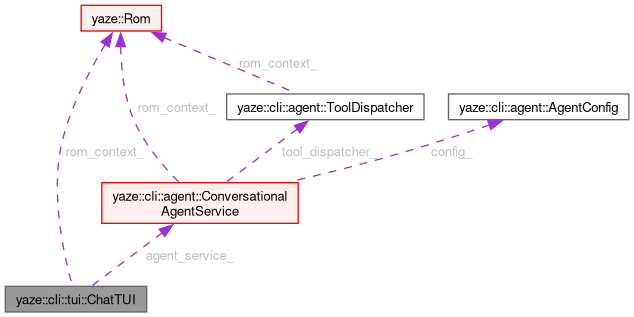 yaze::Rom
rom_context_
rom_context_
yaze::cli::agent::ToolDispatcher
yaze::cli::agent::AgentConfig
rom_context_
tool_dispatcher_
config_
yaze::cli::agent::Conversational
AgentService
agent_service_
yaze::cli::tui::ChatTUI